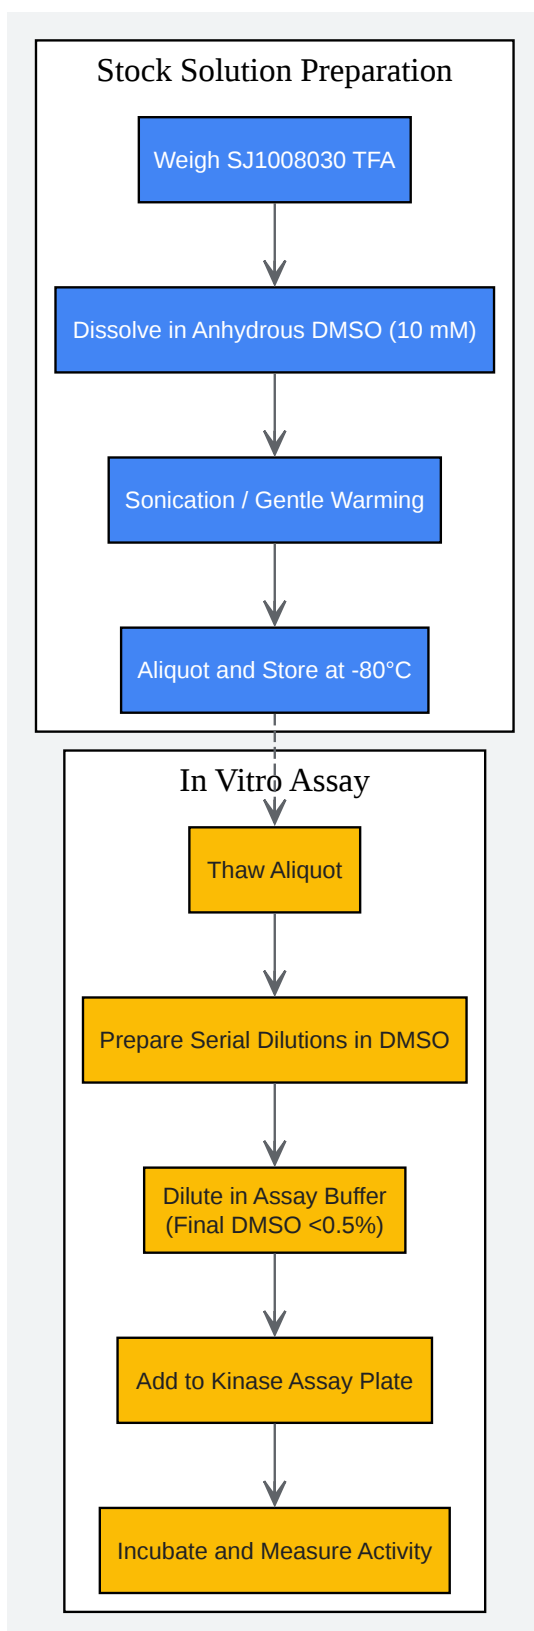 Stock Solution Preparation
Weigh SJ1008030 TFA
Dissolve in Anhydrous DMSO (10 mM)
Sonication / Gentle Warming
Aliquot and Store at -80°C
In Vitro Assay
Thaw Aliquot
Prepare Serial Dilutions in DMSO
Dilute in Assay Buffer
(Final DMSO <0.5%)
Add to Kinase Assay Plate
Incubate and Measure Activity